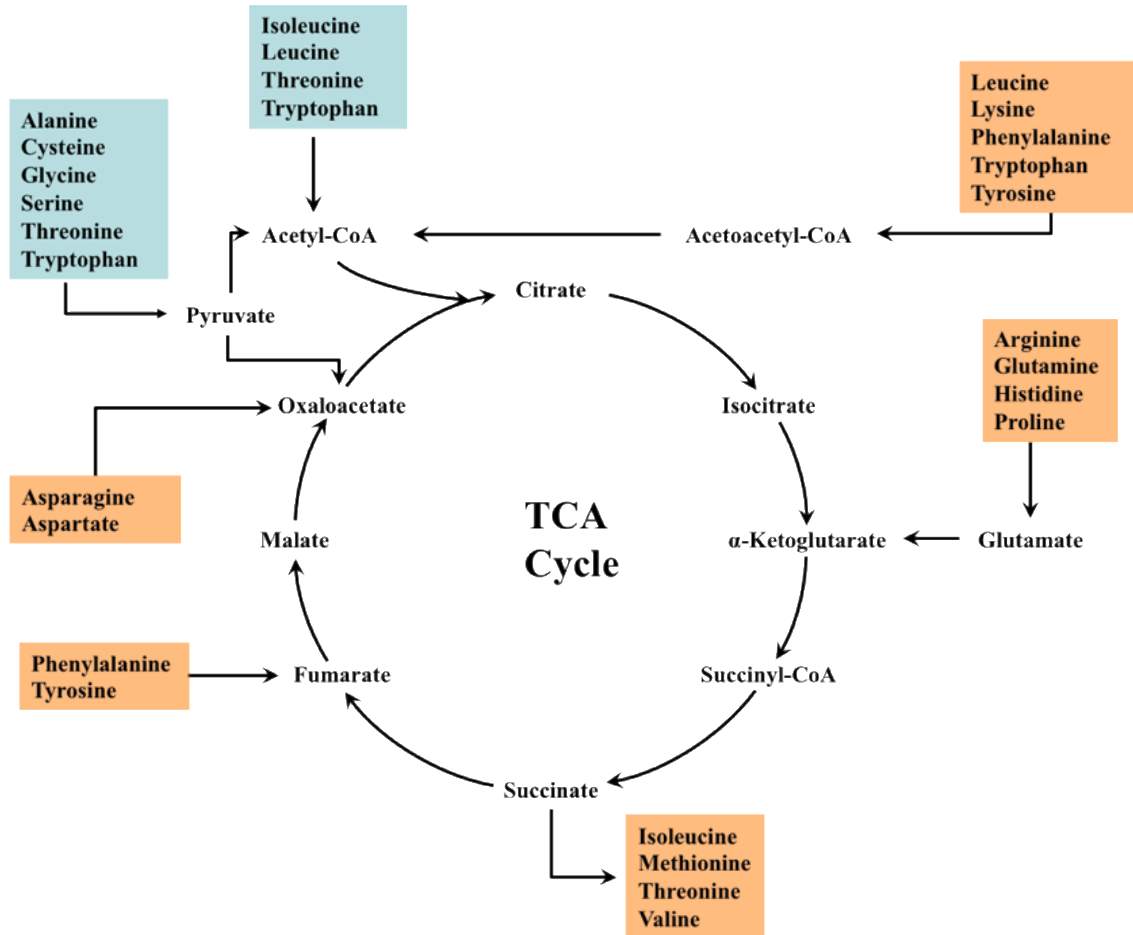 Isoleucine
Leucine
Threonine
Tryptophan
Leucine
Lysine
Phenylalanine
Tryptophan
Tyrosine
Alanine
Cysteine
Glycine
Serine
Threonine
Tryptophan
Acetyl-CoA
Acetoacetyl-CoA
Citrate
Pyruvate
Arginine
Glutamine
Histidine
Proline
Oxaloacetate
Isocitrate
Asparagine
Aspartate
TCA
Cycle
Malate
α-Ketoglutarate
Glutamate
Phenylalanine
Tyrosine
Fumarate
Succinyl-CoA
Succinate
Isoleucine
Methionine
Threonine
Valine